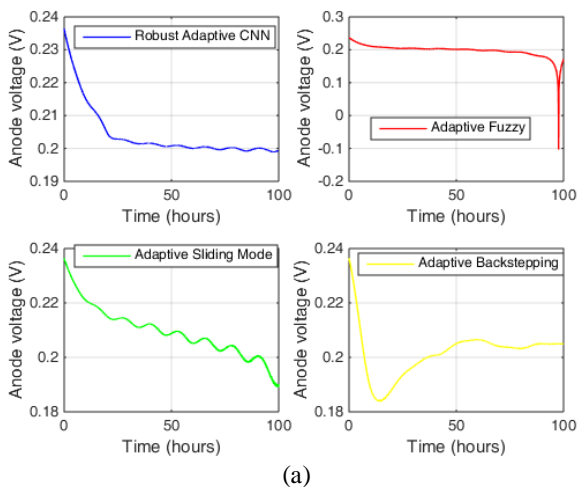 0.24
0.23
0.22
0.21
0.2
0.19
Anode voltage (V)
Robust Adaptive CNN
0 50 100
Time (hours)
0.3
0.2
0.1
0
-0.1
-0.2
Anode voltage (V)
Adaptive Fuzzy
0 50 100
Time (hours)
0.24
0.22
0.2
0.18
Anode voltage (V)
Adaptive Sliding Mode
0 50 100
Time (hours)
0.24
0.22
0.2
0.18
Anode voltage (V)
Adaptive Backstepping
0 50 100
Time (hours)
(a)